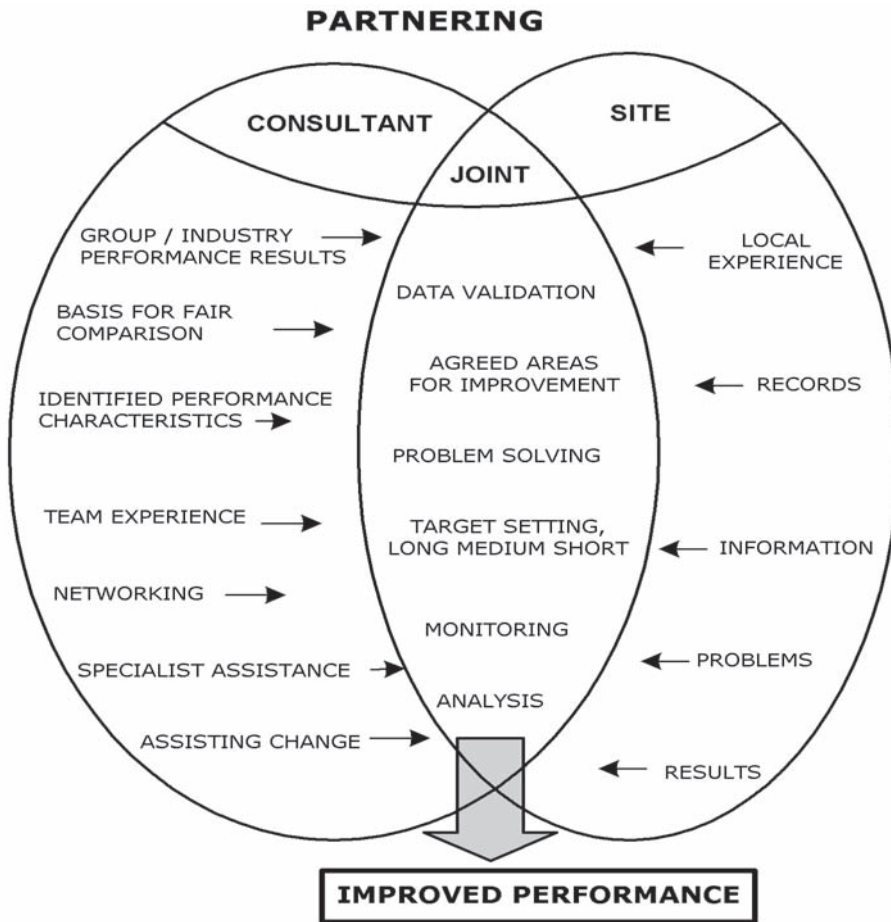 PARTNERING
CONSULTANT
SITE
JOINT
GROUP / INDUSTRY
PERFORMANCE RESULTS
BASIS FOR FAIR
COMPARISON
IDENTIFIED PERFORMANCE
CHARACTERISTICS
TEAM EXPERIENCE
NETWORKING
SPECIALIST ASSISTANCE
ASSISTING CHANGE
DATA VALIDATION
AGREED AREAS
FOR IMPROVEMENT
PROBLEM SOLVING
TARGET SETTING,
LONG MEDIUM SHORT
MONITORING
ANALYSIS
LOCAL
EXPERIENCE
RECORDS
INFORMATION
PROBLEMS
RESULTS
IMPROVED PERFORMANCE